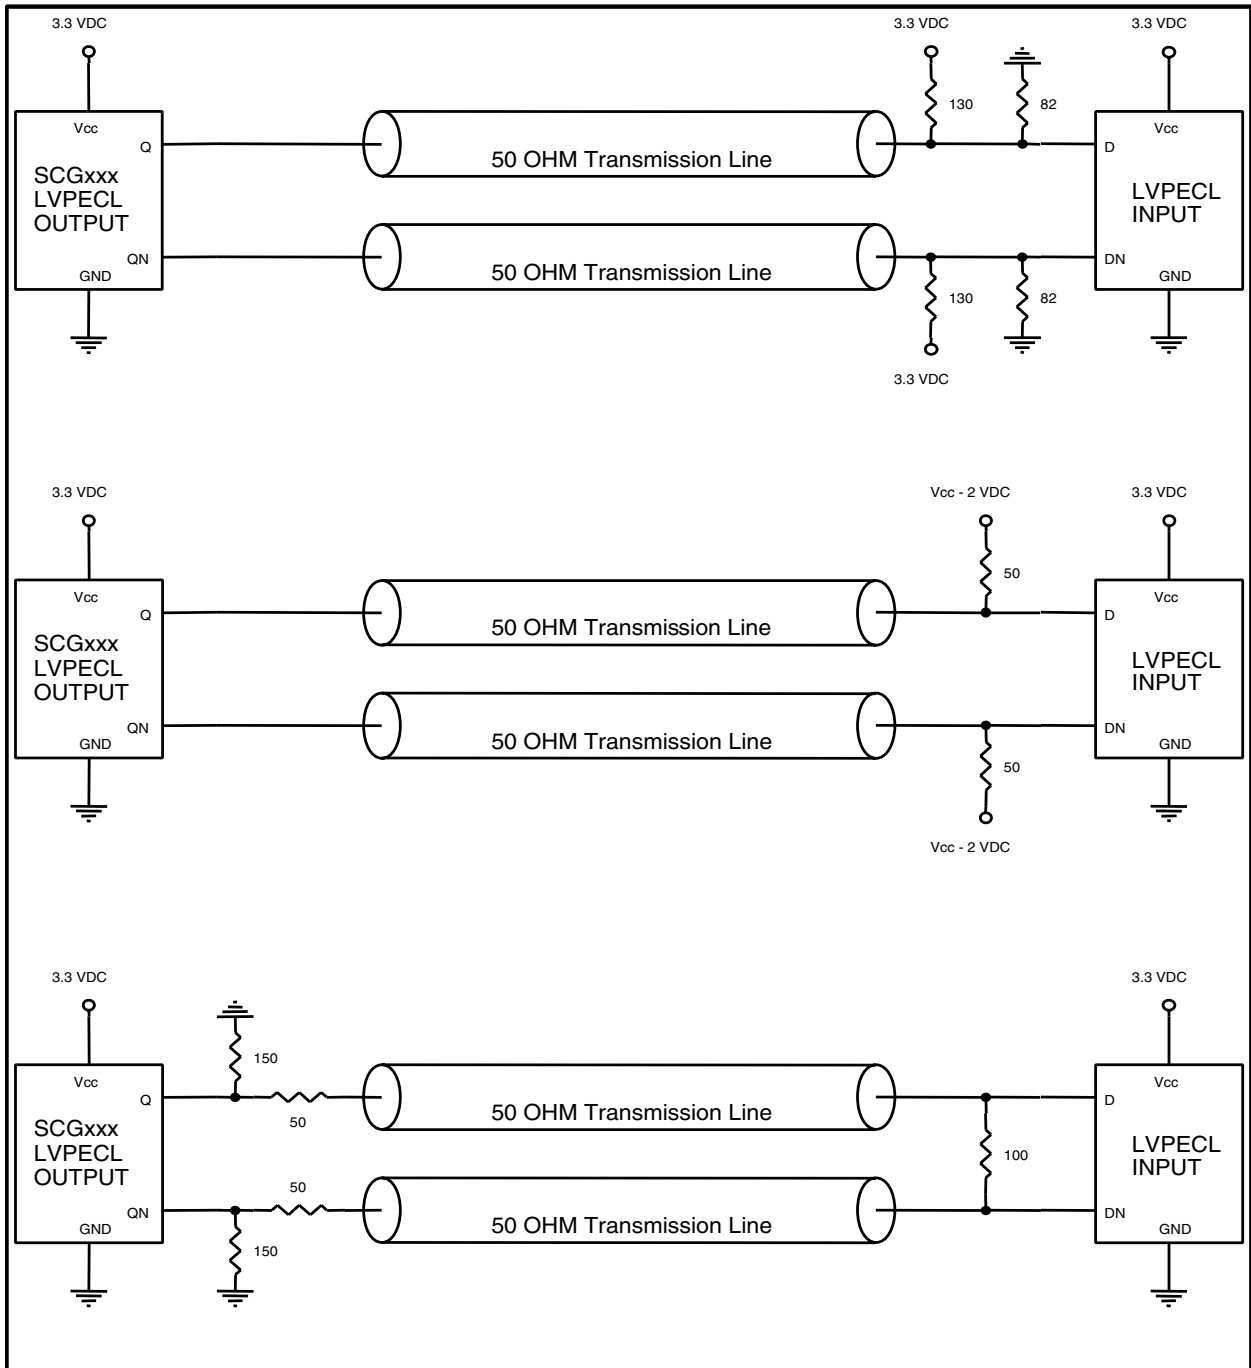 3.3 VDC
3.3 VDC
3.3 VDC
130
82
Vcc
Q
SCGxxx
LVPECL
OUTPUT
QN
GND
50 OHM Transmission Line
50 OHM Transmission Line
Vcc
D
LVPECL
INPUT
DN
GND
130
82
3.3 VDC
3.3 VDC
Vcc - 2 VDC
3.3 VDC
50
Vcc
Q
SCGxxx
LVPECL
OUTPUT
QN
GND
50 OHM Transmission Line
50 OHM Transmission Line
Vcc
D
LVPECL
INPUT
DN
GND
50
Vcc - 2 VDC
3.3 VDC
3.3 VDC
150
Vcc
Q
SCGxxx
LVPECL
OUTPUT
QN
GND
50
50
150
50 OHM Transmission Line
50 OHM Transmission Line
100
Vcc
D
LVPECL
INPUT
DN
GND